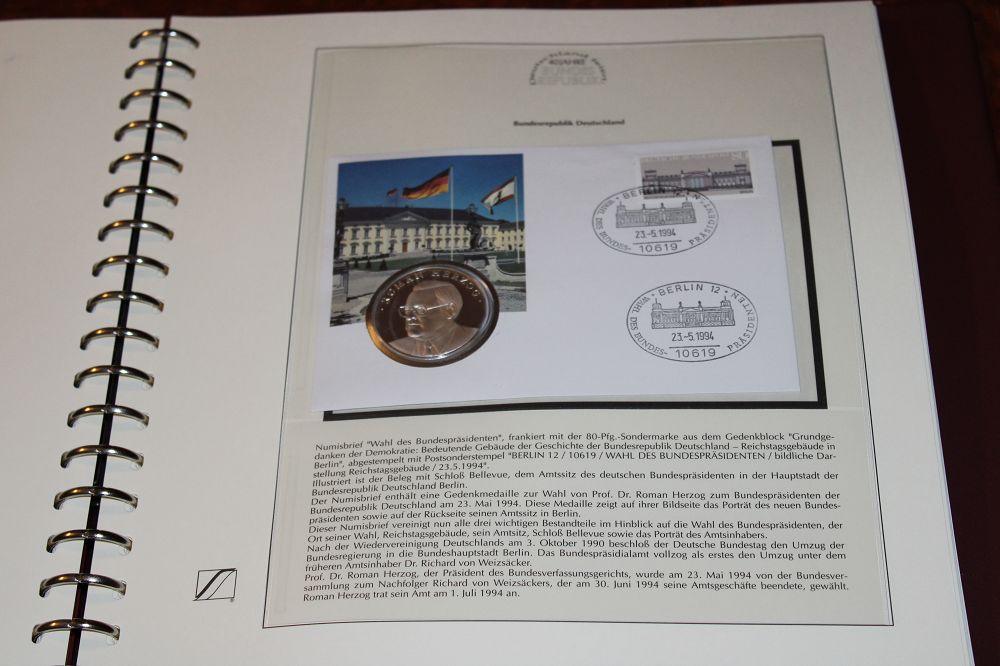 Deutschland
40 JAHRE
BUNDES
REPUBLIK
Bundesrepublik Deutschland
BERLIN 12
WAHL DES BUNDES-
PRÄSIDENTEN
23.-5.1994
10619
ROMAN HERZOG
BERLIN 12
WAHL DES BUNDES-
PRÄSIDENTEN
23.-5.1994
10619
Numisbrief "Wahl des Bundespräsidenten", frankiert mit der 80-Pfg.-Sondermarke aus dem Gedenkblock "Grundge-
danken der Demokratie: Bedeutende Gebäude der Geschichte der Bundesrepublik Deutschland – Reichstagsgebäude in
Berlin", abgestempelt mit Postsonderstempel "BERLIN 12 / 10619 / WAHL DES BUNDESPRÄSIDENTEN / bildliche Dar-
stellung Reichstagsgebäude / 23.5.1994".
Illustriert ist der Beleg mit Schloß Bellevue, dem Amtssitz des deutschen Bundespräsidenten in der Hauptstadt der
Bundesrepublik Deutschland Berlin.
Der Numisbrief enthält eine Gedenkmedaille zur Wahl von Prof. Dr. Roman Herzog zum Bundespräsidenten der
Bundesrepublik Deutschland am 23. Mai 1994. Diese Medaille zeigt auf ihrer Bildseite das Porträt des neuen Bundes-
präsidenten sowie auf der Rückseite seinen Amtssitz in Berlin.
Dieser Numisbrief vereinigt nun alle drei wichtigen Bestandteile im Hinblick auf die Wahl des Bundespräsidenten, der
Ort seiner Wahl, Reichstagsgebäude, sein Amtsitz, Schloß Bellevue sowie das Porträt des Amtsinhabers.
Nach der Wiedervereinigung Deutschlands am 3. Oktober 1990 beschloß der Deutsche Bundestag den Umzug der
Bundesregierung in die Bundeshauptstadt Berlin. Das Bundespräsidialamt vollzog als erstes den Umzug unter dem
früheren Amtsinhaber Dr. Richard von Weizsäcker.
Prof. Dr. Roman Herzog, der Präsident des Bundesverfassungsgerichts, wurde am 23. Mai 1994 von der Bundesver-
sammlung zum Nachfolger Richard von Weizsäckers, der am 30. Juni 1994 seine Amtsgeschäfte beendete, gewählt.
Roman Herzog trat sein Amt am 1. Juli 1994 an.